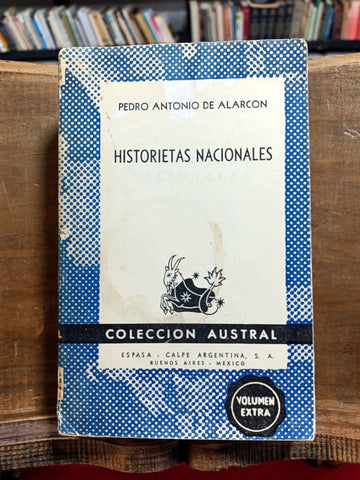 PEDRO ANTONIO DE ALARCON
HISTORIETAS NACIONALES
COLECCION AUSTRAL
ESPASA - CALPE ARGENTINA, S. A.
BUENOS AIRES - MEXICO
VOLUMEN
EXTRA